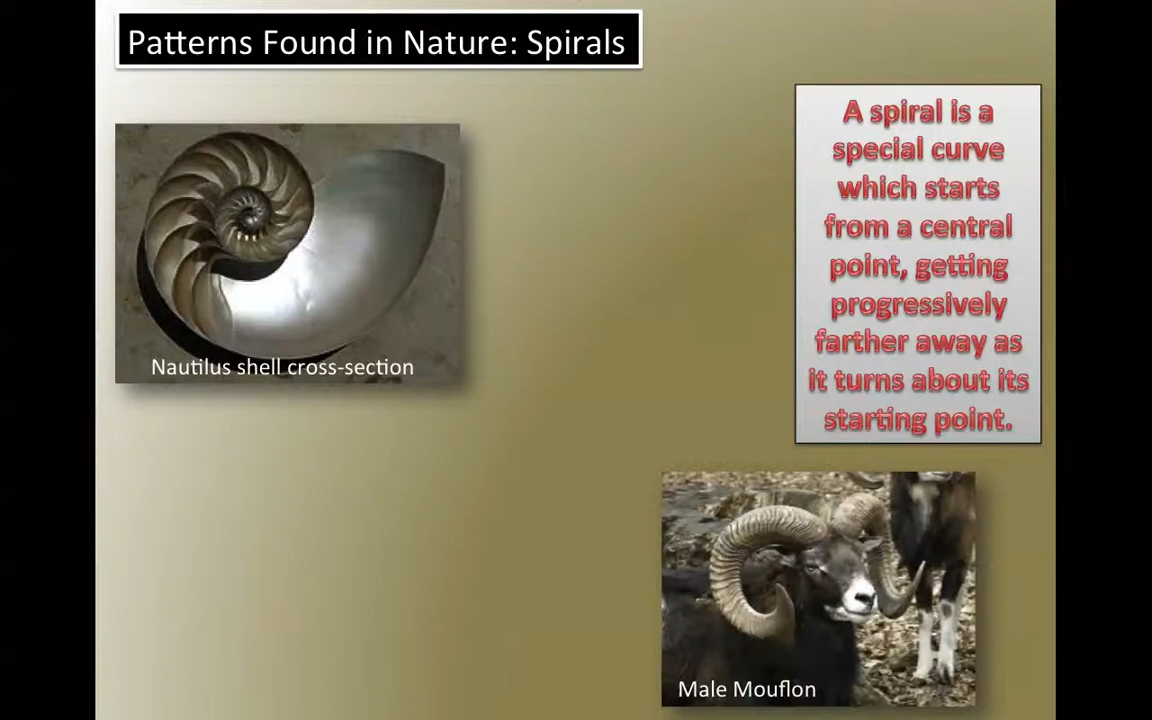 Patterns Found in Nature: Spirals
A spiral is a
special curve
which starts
from a central
point, getting
progressively
farther away as
it turns about its
starting point.
Nautilus shell cross-section
Male Mouflon